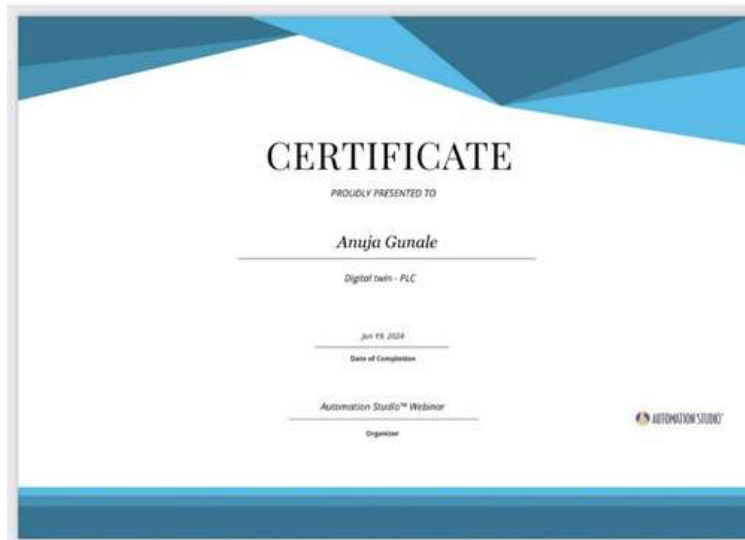 CERTIFICATE
PROUDLY PRESENTED TO
Anuja Gunale
Digital twin - PLC
Jun 19, 2024
Date of Completion
Automation Studio™ Webinar
Organizer
AUTOMATION STUDIO™